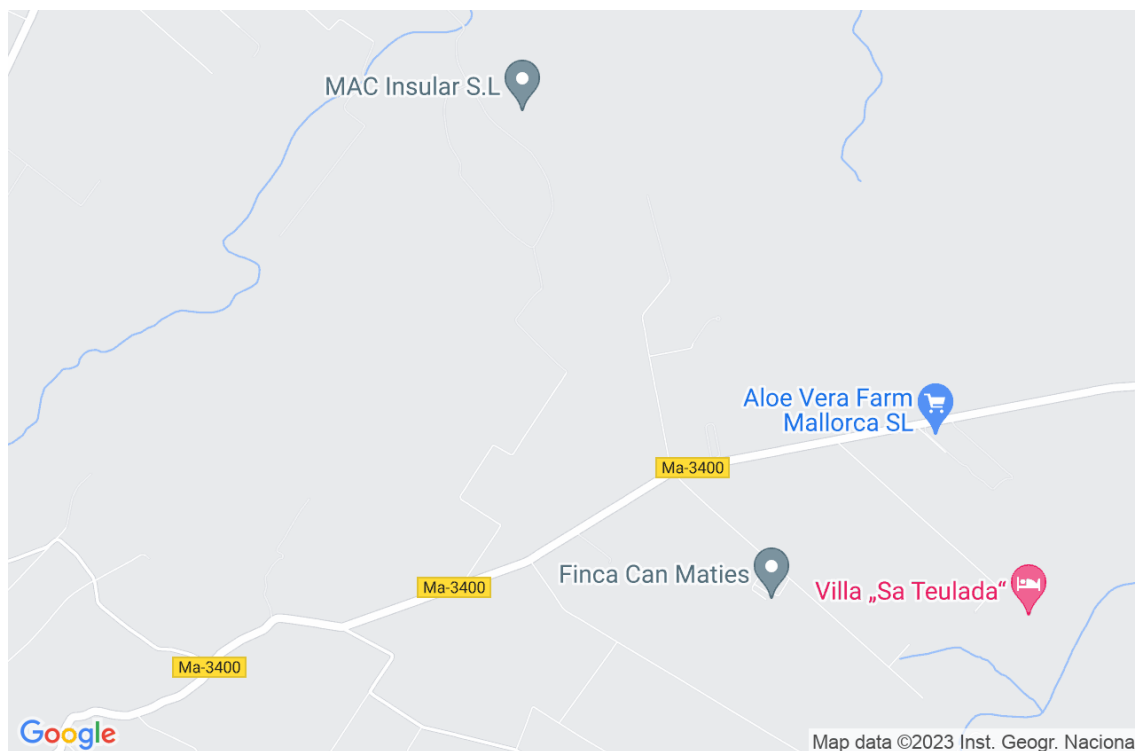 MAC Insular S.L
Aloe Vera Farm
Mallorca SL
Ma-3400
Finca Can Maties
Ma-3400
Villa „Sa Teulada“
Ma-3400
Google
Map data ©2023 Inst. Geogr. Naciona